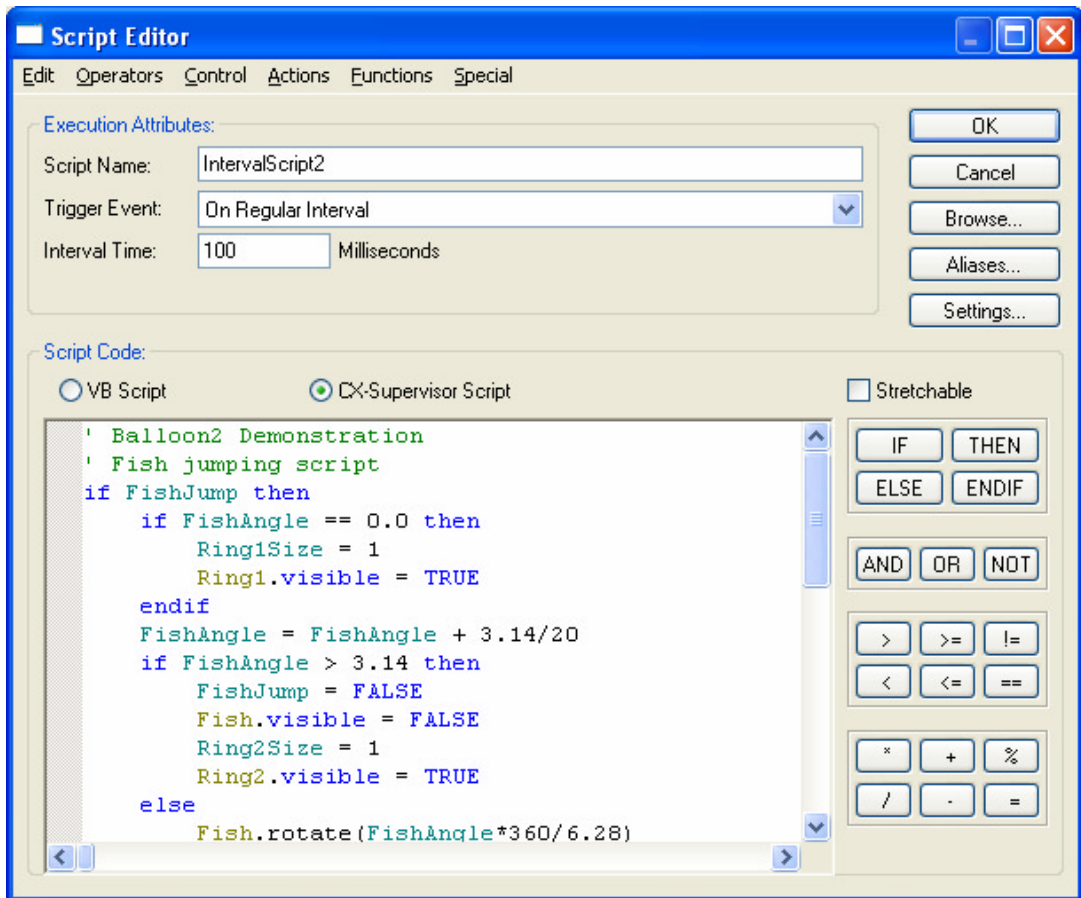 Script Editor
Edit Operators Control Actions Functions Special
Execution Attributes:
Script Name: IntervalScript2
Trigger Event: On Regular Interval
Interval Time: 100 Milliseconds
OK
Cancel
Browse...
Aliases...
Settings...
Script Code:
VB Script CX-Supervisor Script Stretchable
' Balloon2 Demonstration
' Fish jumping script
if FishJump then
if FishAngle == 0.0 then
Ring1Size = 1
Ring1.visible = TRUE
endif
FishAngle = FishAngle + 3.14/20
if FishAngle > 3.14 then
FishJump = FALSE
Fish.visible = FALSE
Ring2Size = 1
Ring2.visible = TRUE
else
Fish.rotate(FishAngle*360/6.28)
IF THEN
ELSE ENDIF
AND OR NOT
> >= !=
< <= ==
* + %
/ - =